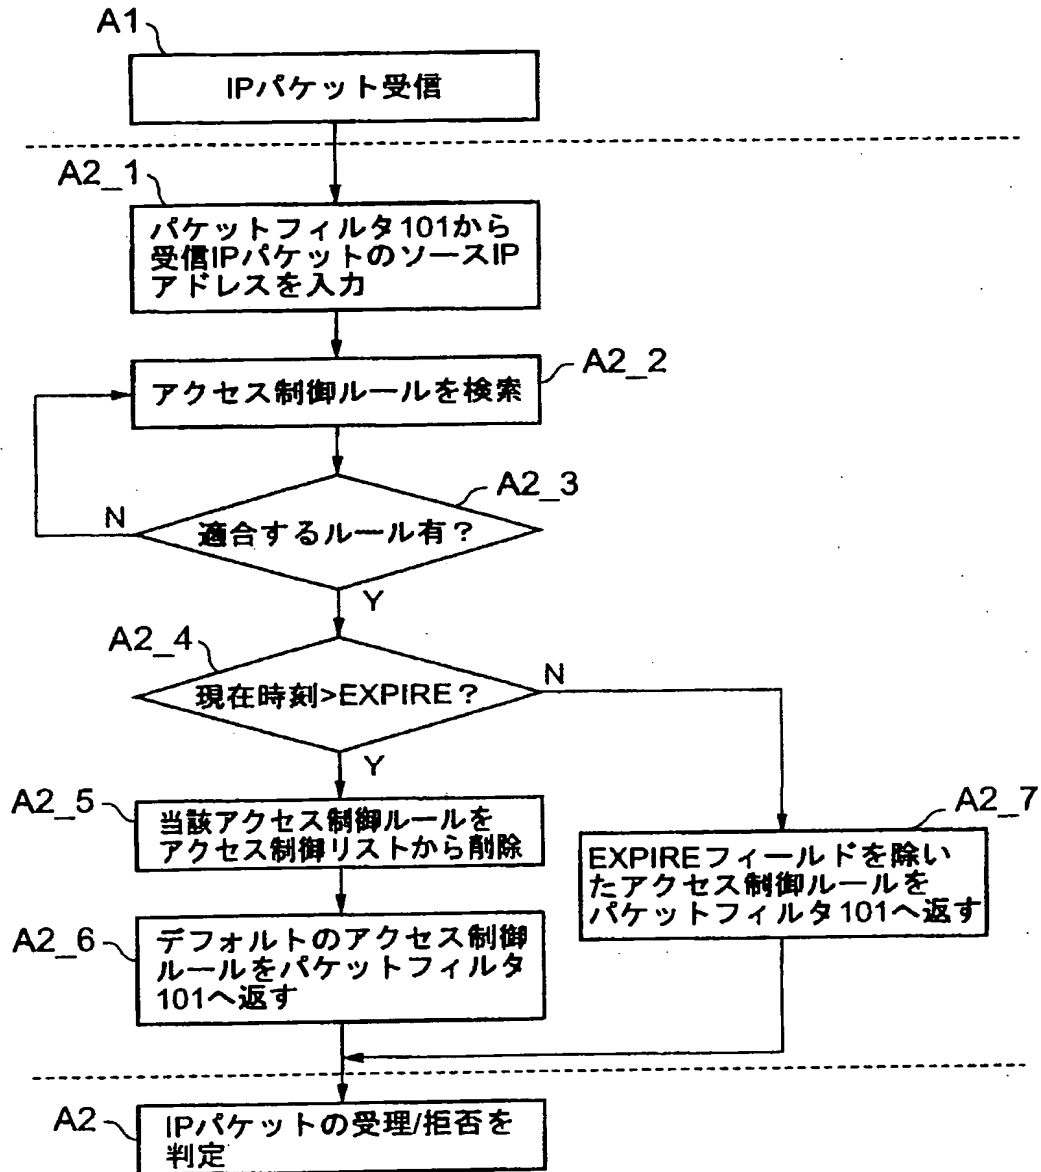 A1
IPパケット受信
A2_1
パケットフィルタ101から
受信IPパケットのソースIP
アドレスを入力
A2_2
アクセス制御ルールを検索
A2_3
適合するルール有？
N
Y
A2_4
現在時刻>EXPIRE？
N
Y
A2_5
当該アクセス制御ルールを
アクセス制御リストから削除
A2_7
EXPIREフィールドを除い
たアクセス制御ルールを
パケットフィルタ101へ返す
A2_6
デフォルトのアクセス制御
ルールをパケットフィルタ
101へ返す
A2
IPパケットの受理/拒否を
判定